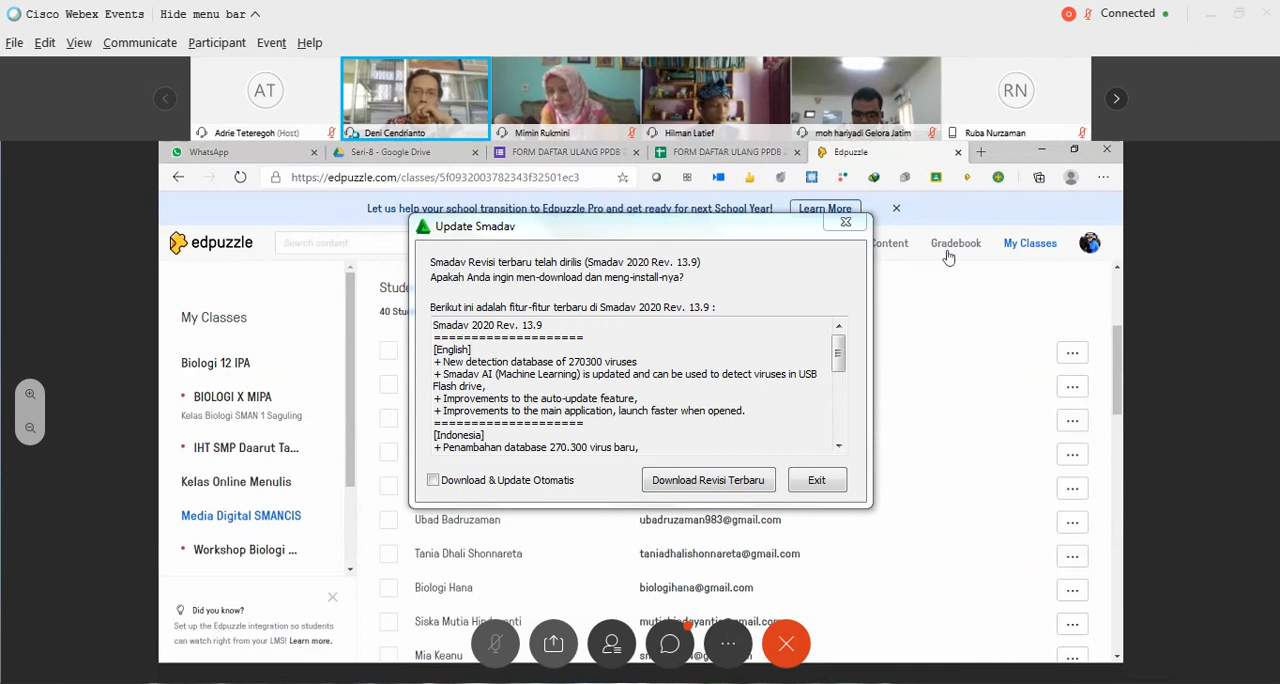 Cisco Webex Events Hide menu bar
Connected
File Edit View Communicate Participant Event Help
AT
RN
Adrie Teteregoh (Host)
Deni Cendrianto
Mimin Rukmini
Hilman Latief
moh hariyadi Gelora Jatim
Ruba Nurzaman
WhatsApp
Seri-8 - Google Drive
FORM DAFTAR ULANG PPDB
FORM DAFTAR ULANG PPDB
Edpuzzle
https://edpuzzle.com/classes/5f0932003782343f32501ec3
Let us help your school transition to Edpuzzle Pro and get ready for next School Year!
Learn More
edpuzzle
Search content
Content
Gradebook
My Classes
Update Smadav
Smadav Revisi terbaru telah dirilis (Smadav 2020 Rev. 13.9)
Apakah Anda ingin men-download dan meng-install-nya?
Berikut ini adalah fitur-fitur terbaru di Smadav 2020 Rev. 13.9 :
Smadav 2020 Rev. 13.9
====================
[English]
+ New detection database of 270300 viruses
+ Smadav AI (Machine Learning) is updated and can be used to detect viruses in USB
Flash drive,
+ Improvements to the auto-update feature,
+ Improvements to the main application, launch faster when opened.
====================
[Indonesia]
+ Penambahan database 270.300 virus baru,
Download & Update Otomatis
Download Revisi Terbaru
Exit
My Classes
Biologi 12 IPA
BIOLOGI X MIPA
Kelas Biologi SMAN 1 Saguling
IHT SMP Daarut Ta...
Kelas Online Menulis
Media Digital SMANCIS
Workshop Biologi ...
Did you know?
Set up the Edpuzzle integration so students
can watch right from your LMS! Learn more.
40
Ubad Badruzaman ubadruzaman983@gmail.com
Tania Dhali Shonnareta taniadhalishonnareta@gmail.com
Biologi Hana biologihana@gmail.com
Siska Mutia
Mia Keanu